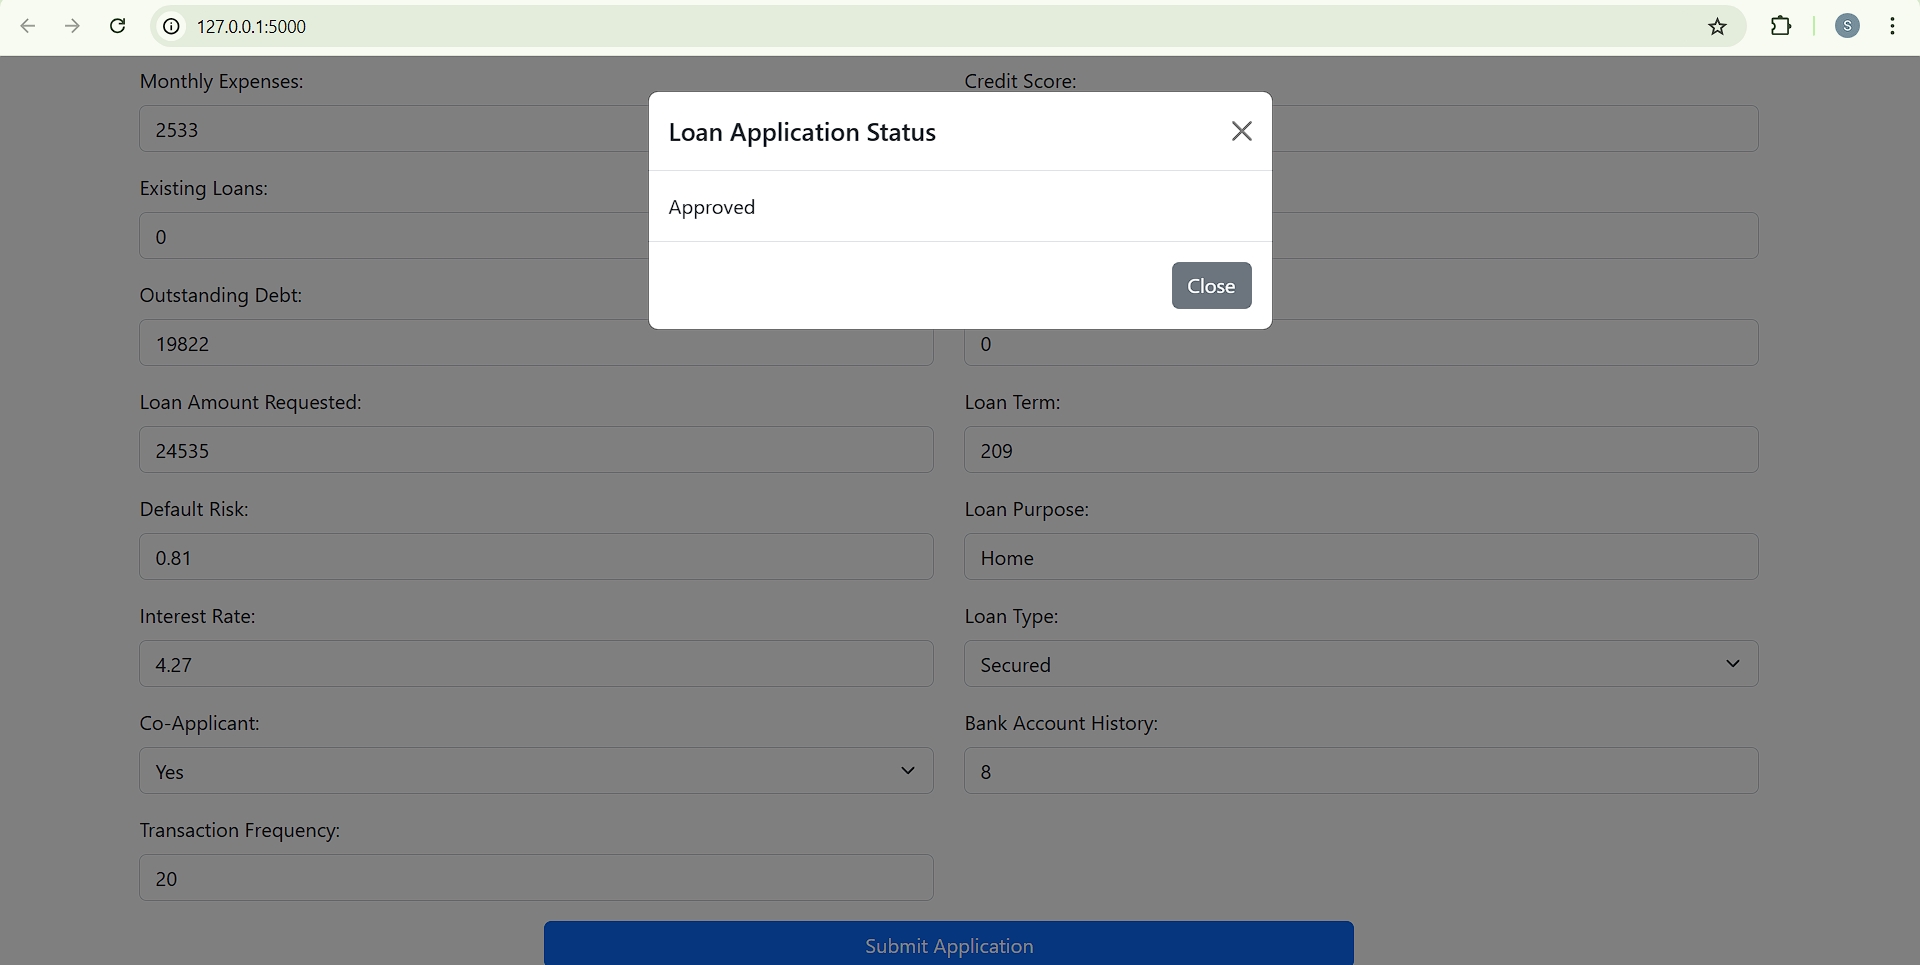 127.0.0.1:5000
S
Monthly Expenses:
Credit Score:
2533
Loan Application Status
Approved
Close
Existing Loans:
0
Outstanding Debt:
19822
0
Loan Amount Requested:
Loan Term:
24535
209
Default Risk:
Loan Purpose:
0.81
Home
Interest Rate:
Loan Type:
4.27
Secured
Co-Applicant:
Bank Account History:
Yes
8
Transaction Frequency:
20
Submit Application